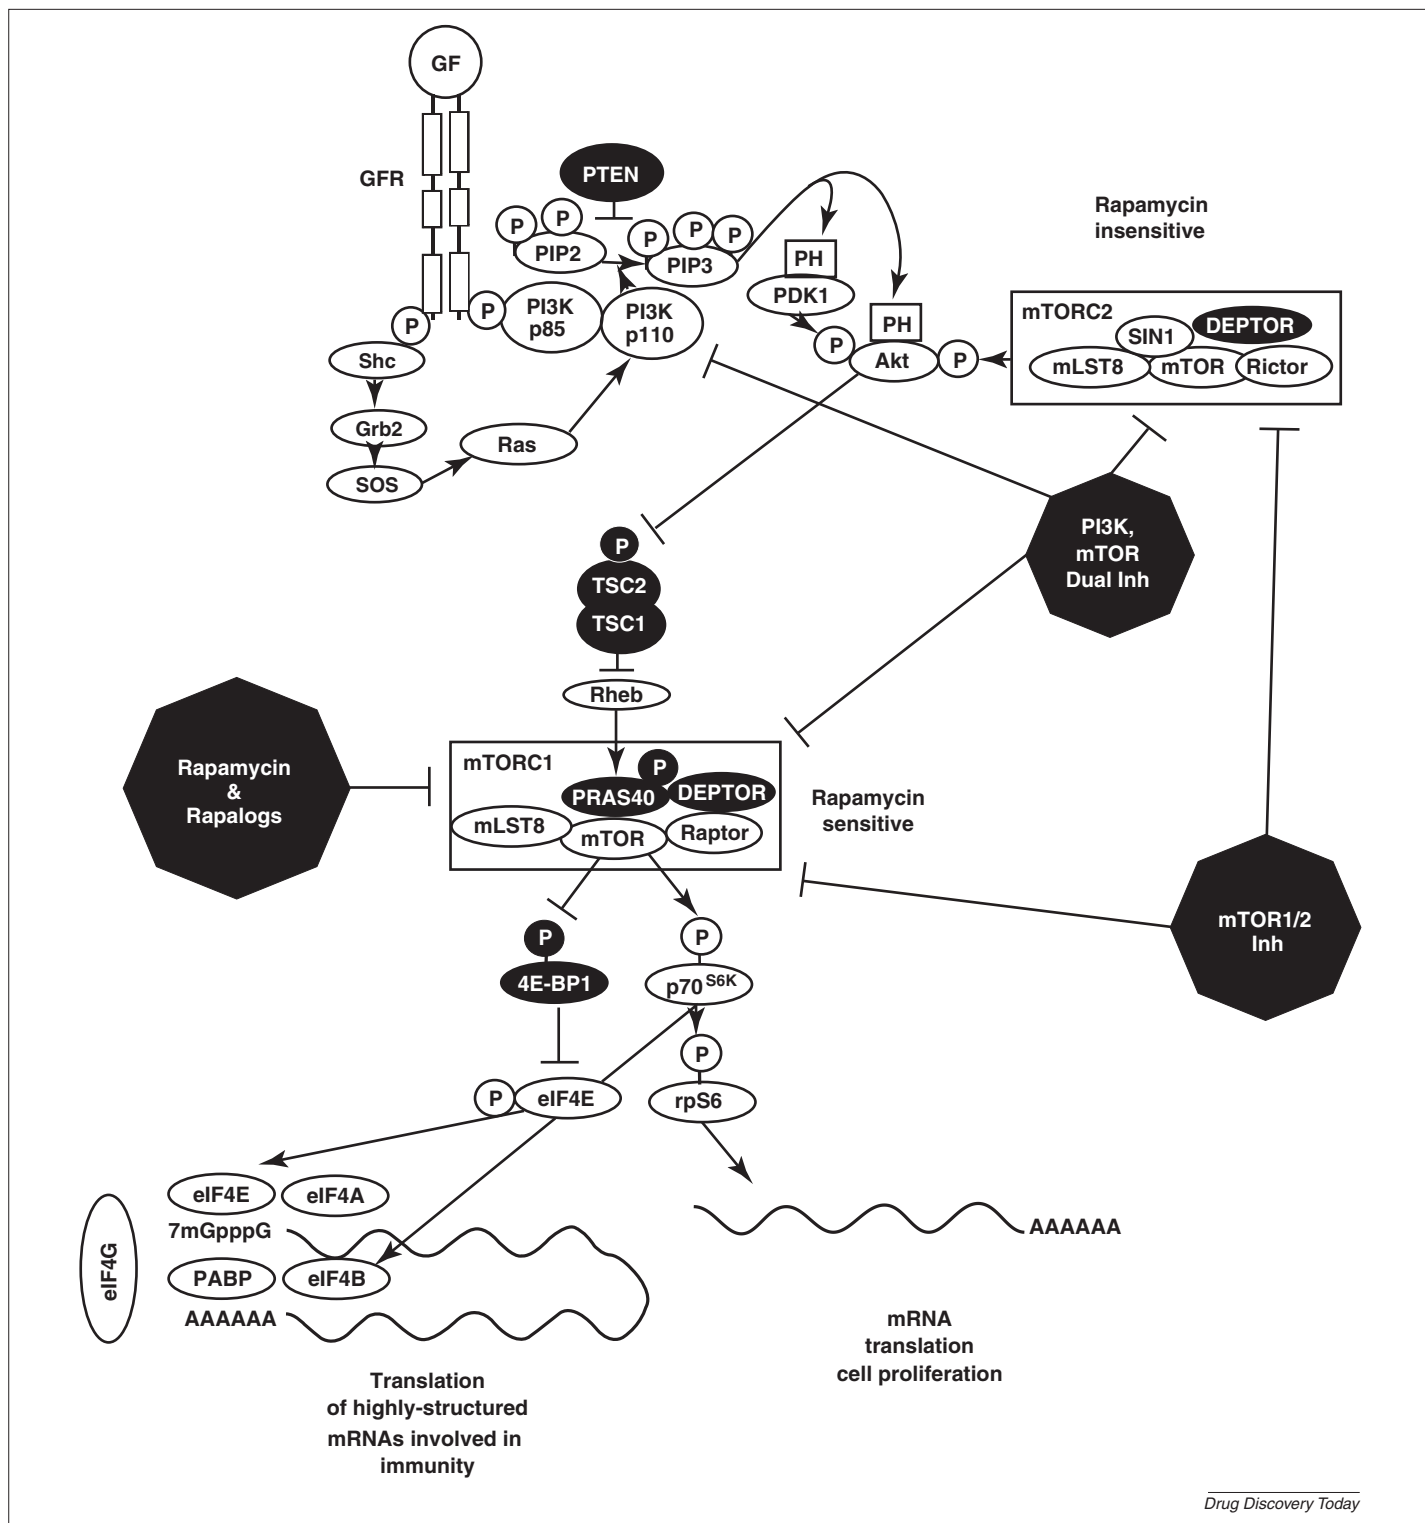 GF
GFR
PTEN
P
P
PIP2
P
P
P
PIP3
PH
PDK1
Rapamycin
insensitive
P
P
PI3K
p85
PI3K
p110
PH
P
Akt
P
mTORC2
SIN1
DEPTOR
mLST8
mTOR
Rictor
Shc
Grb2
SOS
Ras
PI3K,
mTOR
Dual Inh
P
TSC2
TSC1
Rheb
Rapamycin
&
Rapalogs
mTORC1
P
PRAS40
DEPTOR
mLST8
mTOR
Raptor
Rapamycin
sensitive
mTOR1/2
Inh
P
4E-BP1
P
p70 S6K
P
rpS6
P
eIF4E
eIF4E
eIF4A
7mGpppG
eIF4G
PABP
eIF4B
AAAAAA
AAAAAA
Translation
of highly-structured
mRNAs involved in
immunity
mRNA
translation
cell proliferation
Drug Discovery Today